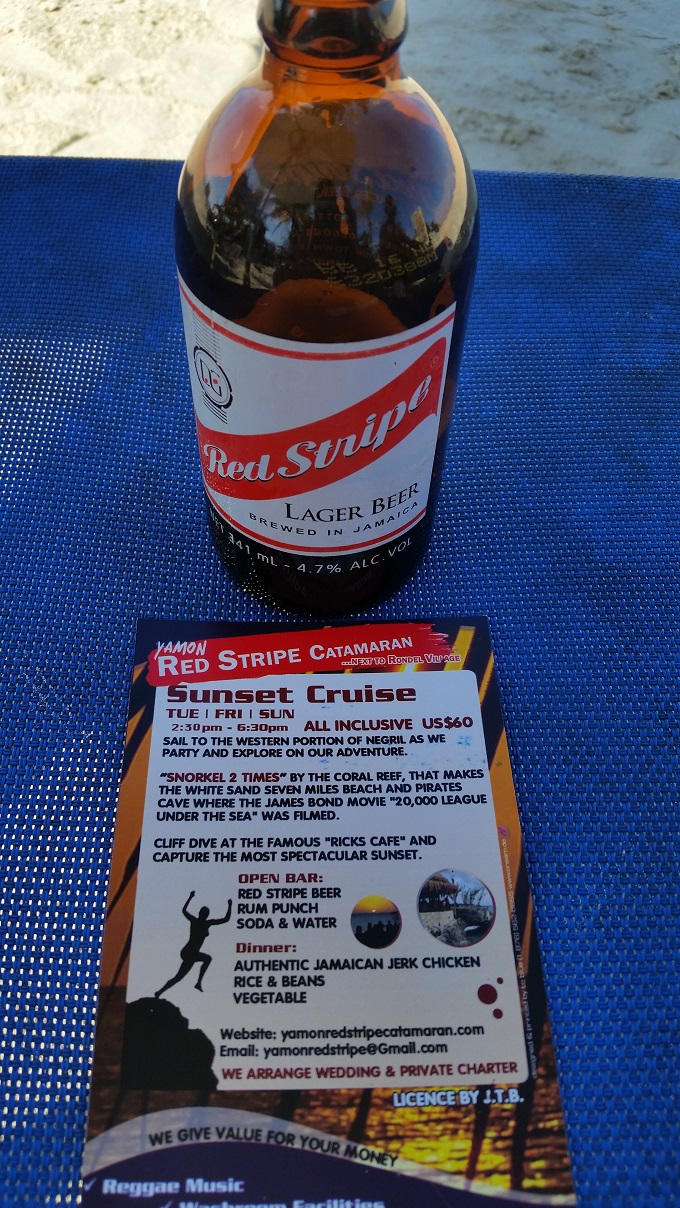 D&G
Red Stripe
LAGER BEER
BREWED IN JAMAICA
341 mL - 4.7% ALC. VOL
YAMON
RED STRIPE CATAMARAN
...NEXT TO RONDEL VILLAGE
Sunset Cruise
TUE | FRI | SUN
2:30pm - 6:30pm ALL INCLUSIVE US$60
SAIL TO THE WESTERN PORTION OF NEGRIL AS WE
PARTY AND EXPLORE ON OUR ADVENTURE.
"SNORKEL 2 TIMES" BY THE CORAL REEF, THAT MAKES
THE WHITE SAND SEVEN MILES BEACH AND PIRATES
CAVE WHERE THE JAMES BOND MOVIE "20,000 LEAGUE
UNDER THE SEA" WAS FILMED.
CLIFF DIVE AT THE FAMOUS "RICKS CAFE" AND
CAPTURE THE MOST SPECTACULAR SUNSET.
OPEN BAR:
RED STRIPE BEER
RUM PUNCH
SODA & WATER
Dinner:
AUTHENTIC JAMAICAN JERK CHICKEN
RICE & BEANS
VEGETABLE
Website: yamonredstripecatamaran.com
Email: yamonredstripe@Gmail.com
WE ARRANGE WEDDING & PRIVATE CHARTER
LICENCE BY J.T.B.
WE GIVE VALUE FOR YOUR MONEY
✓ Reggae Music
✓ Washroom Facilities